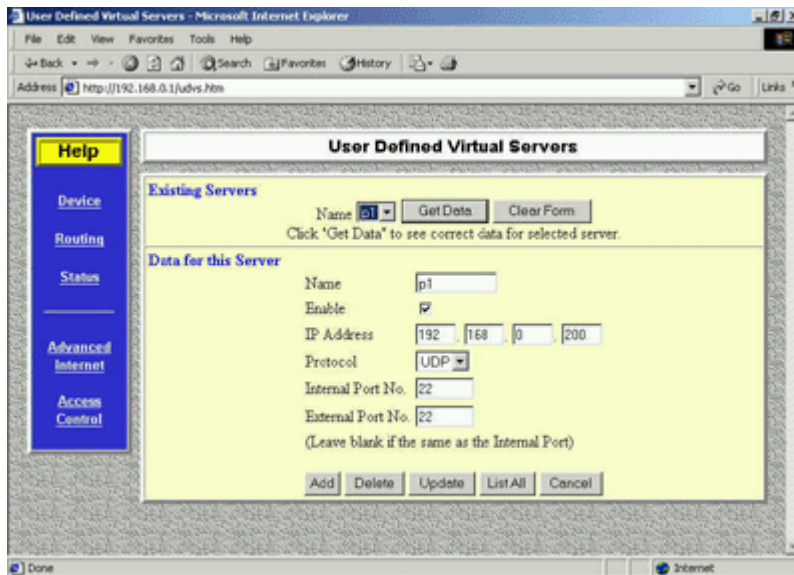 User Defined Virtual Servers - Microsoft Internet Explorer
File Edit View Favorites Tools Help
Back Search Favorites History
Address http://192.168.0.1/udvs.htm Go Links
Help
User Defined Virtual Servers
Device
Routing
Status
Advanced
Internet
Access
Control
Existing Servers
Name p1 Get Data Clear Form
Click "Get Data" to see correct data for selected server.
Data for this Server
Name p1
Enable
IP Address 192 . 168 . 0 . 200
Protocol UDP
Internal Port No. 22
External Port No. 22
(Leave blank if the same as the Internal Port)
Add Delete Update List All Cancel
Done Internet